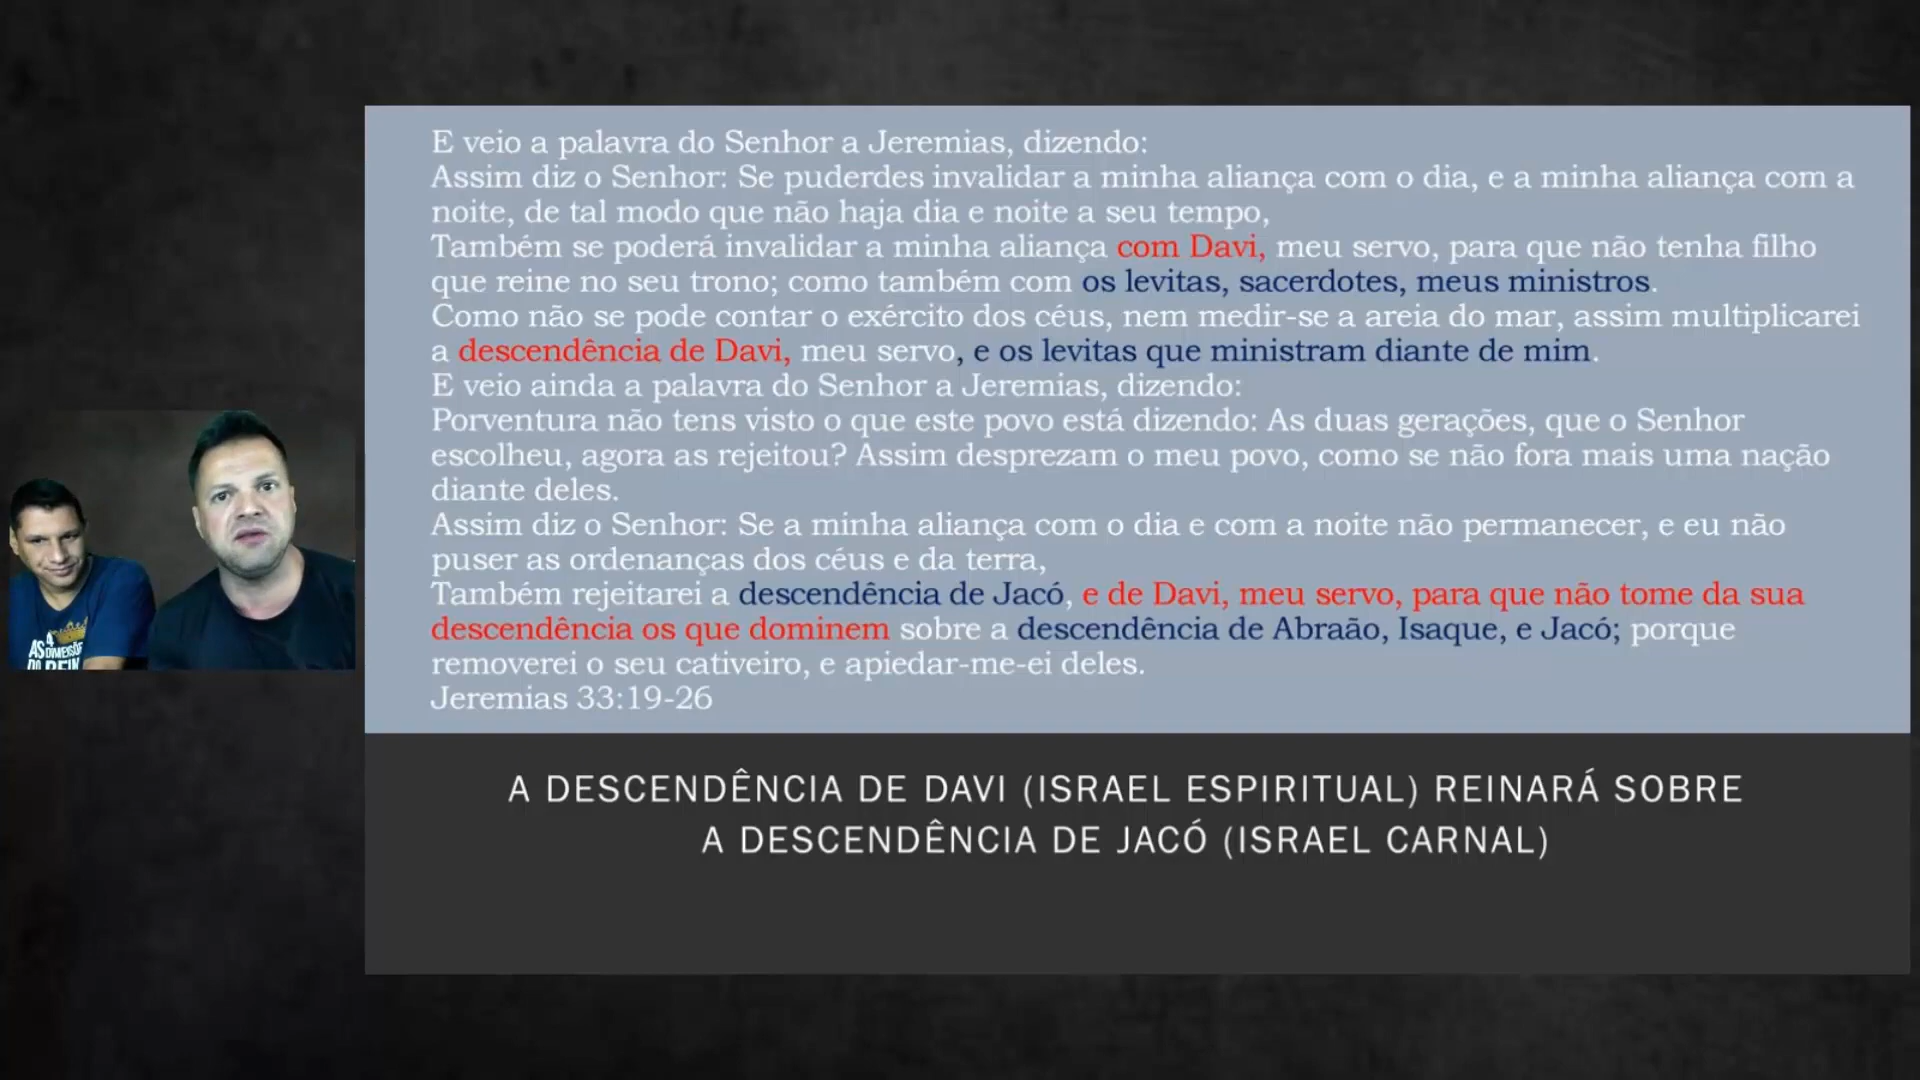 E veio a palavra do Senhor a Jeremias, dizendo:
Assim diz o Senhor: Se puderdes invalidar a minha aliança com o dia, e a minha aliança com a
noite, de tal modo que não haja dia e noite a seu tempo,
Também se poderá invalidar a minha aliança com Davi, meu servo, para que não tenha filho
que reine no seu trono; como também com os levitas, sacerdotes, meus ministros.
Como não se pode contar o exército dos céus, nem medir-se a areia do mar, assim multiplicarei
a descendência de Davi, meu servo, e os levitas que ministram diante de mim.
E veio ainda a palavra do Senhor a Jeremias, dizendo:
Porventura não tens visto o que este povo está dizendo: As duas gerações, que o Senhor
escolheu, agora as rejeitou? Assim desprezam o meu povo, como se não fora mais uma nação
diante deles.
Assim diz o Senhor: Se a minha aliança com o dia e com a noite não permanecer, e eu não
puser as ordenanças dos céus e da terra,
Também rejeitarei a descendência de Jacó, e de Davi, meu servo, para que não tome da sua
descendência os que dominem sobre a descendência de Abraão, Isaque, e Jacó; porque
removerei o seu cativeiro, e apiedar-me-ei deles.
Jeremias 33:19-26
A DESCENDÊNCIA DE DAVI (ISRAEL ESPIRITUAL) REINARÁ SOBRE
A DESCENDÊNCIA DE JACÓ (ISRAEL CARNAL)
4
AS